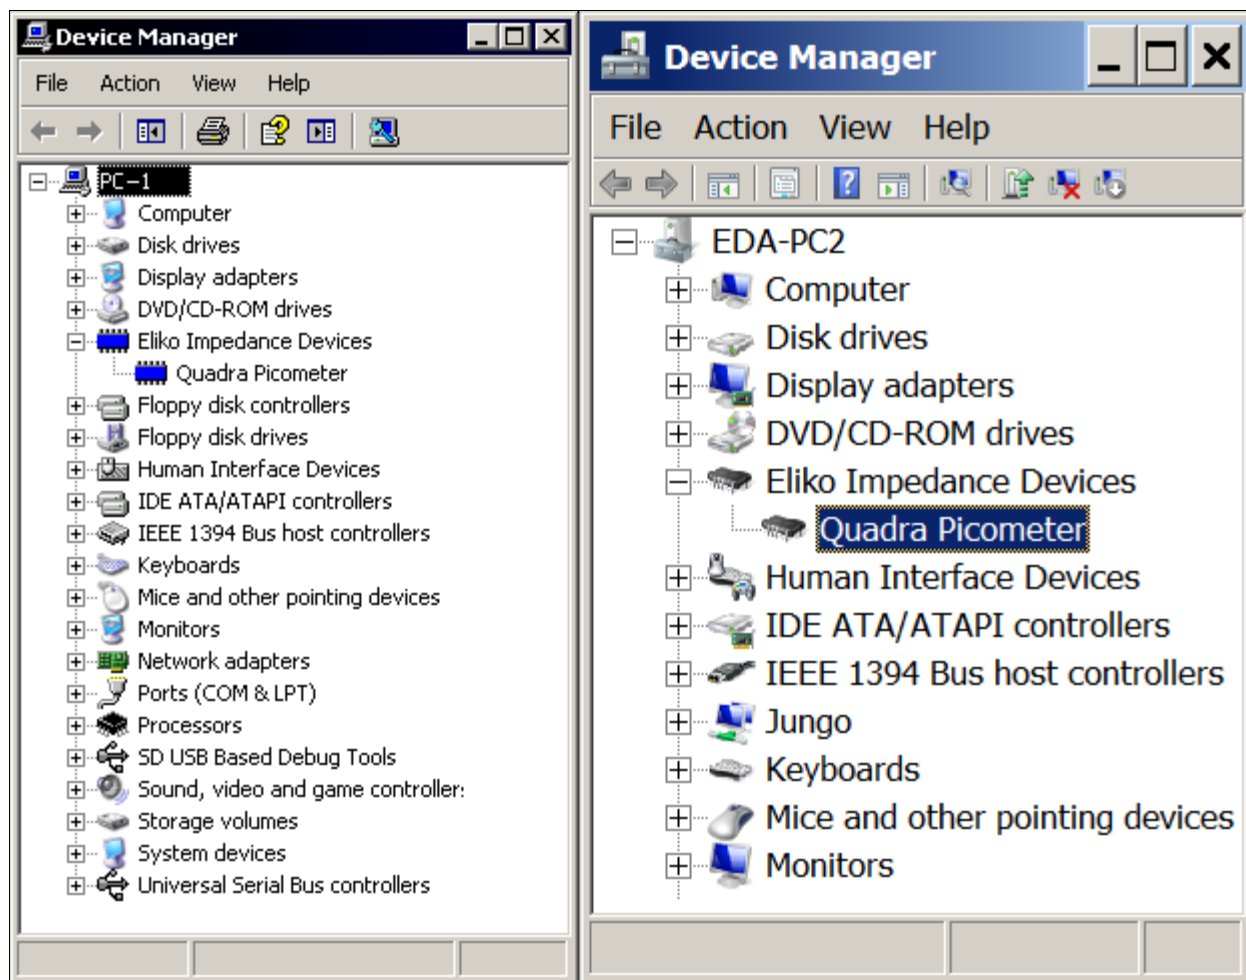 Device Manager
File Action View Help
PC-1
Computer
Disk drives
Display adapters
DVD/CD-ROM drives
Eliko Impedance Devices
Quadra Picometer
Floppy disk controllers
Floppy disk drives
Human Interface Devices
IDE ATA/ATAPI controllers
IEEE 1394 Bus host controllers
Keyboards
Mice and other pointing devices
Monitors
Network adapters
Ports (COM & LPT)
Processors
SD USB Based Debug Tools
Sound, video and game controller:
Storage volumes
System devices
Universal Serial Bus controllers
Device Manager
File Action View Help
EDA-PC2
Computer
Disk drives
Display adapters
DVD/CD-ROM drives
Eliko Impedance Devices
Quadra Picometer
Human Interface Devices
IDE ATA/ATAPI controllers
IEEE 1394 Bus host controllers
Jungo
Keyboards
Mice and other pointing devices
Monitors